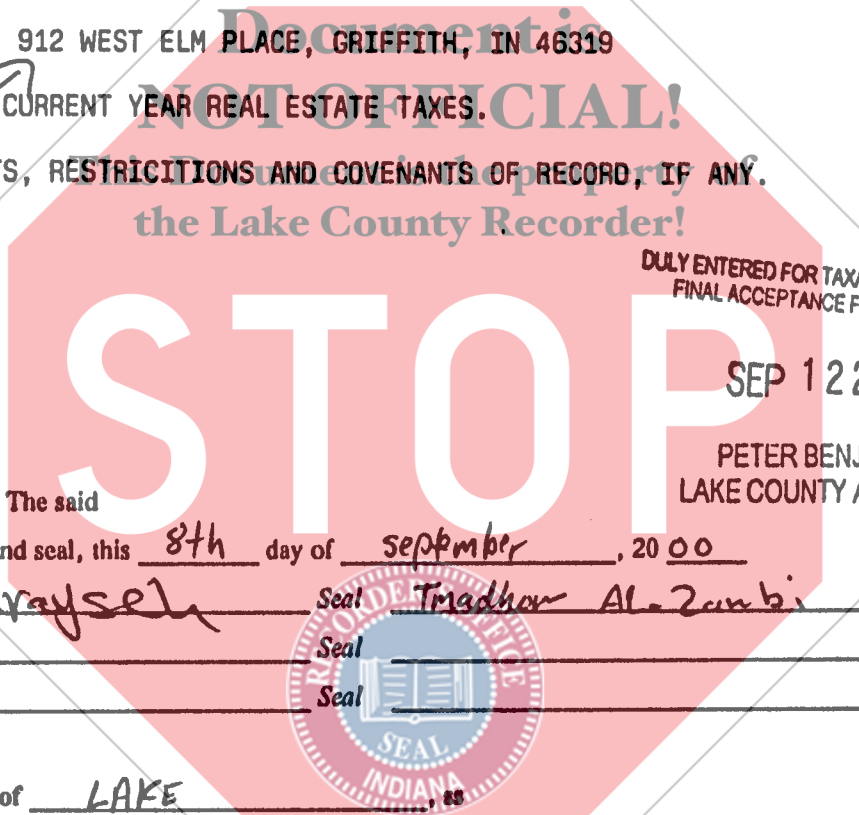 912 WEST ELM PLACE, GRIFFITH, IN 46319
Document is
CURRENT YEAR REAL ESTATE TAXES.
NOT OFFICIAL!
TS, RESTRICITIONS AND COVENANTS OF RECORD, IF ANY.
This Document is the property of
the Lake County Recorder!
DULY ENTERED FOR TAXA
FINAL ACCEPTANCE F
STOP
SEP 122
PETER BENJ
LAKE COUNTY A
The said
nd seal, this 8th day of september, 20 00
Seal
Seal
Seal
RECORDER OFFICE
SEAL
INDIANA
of LAKE, ss